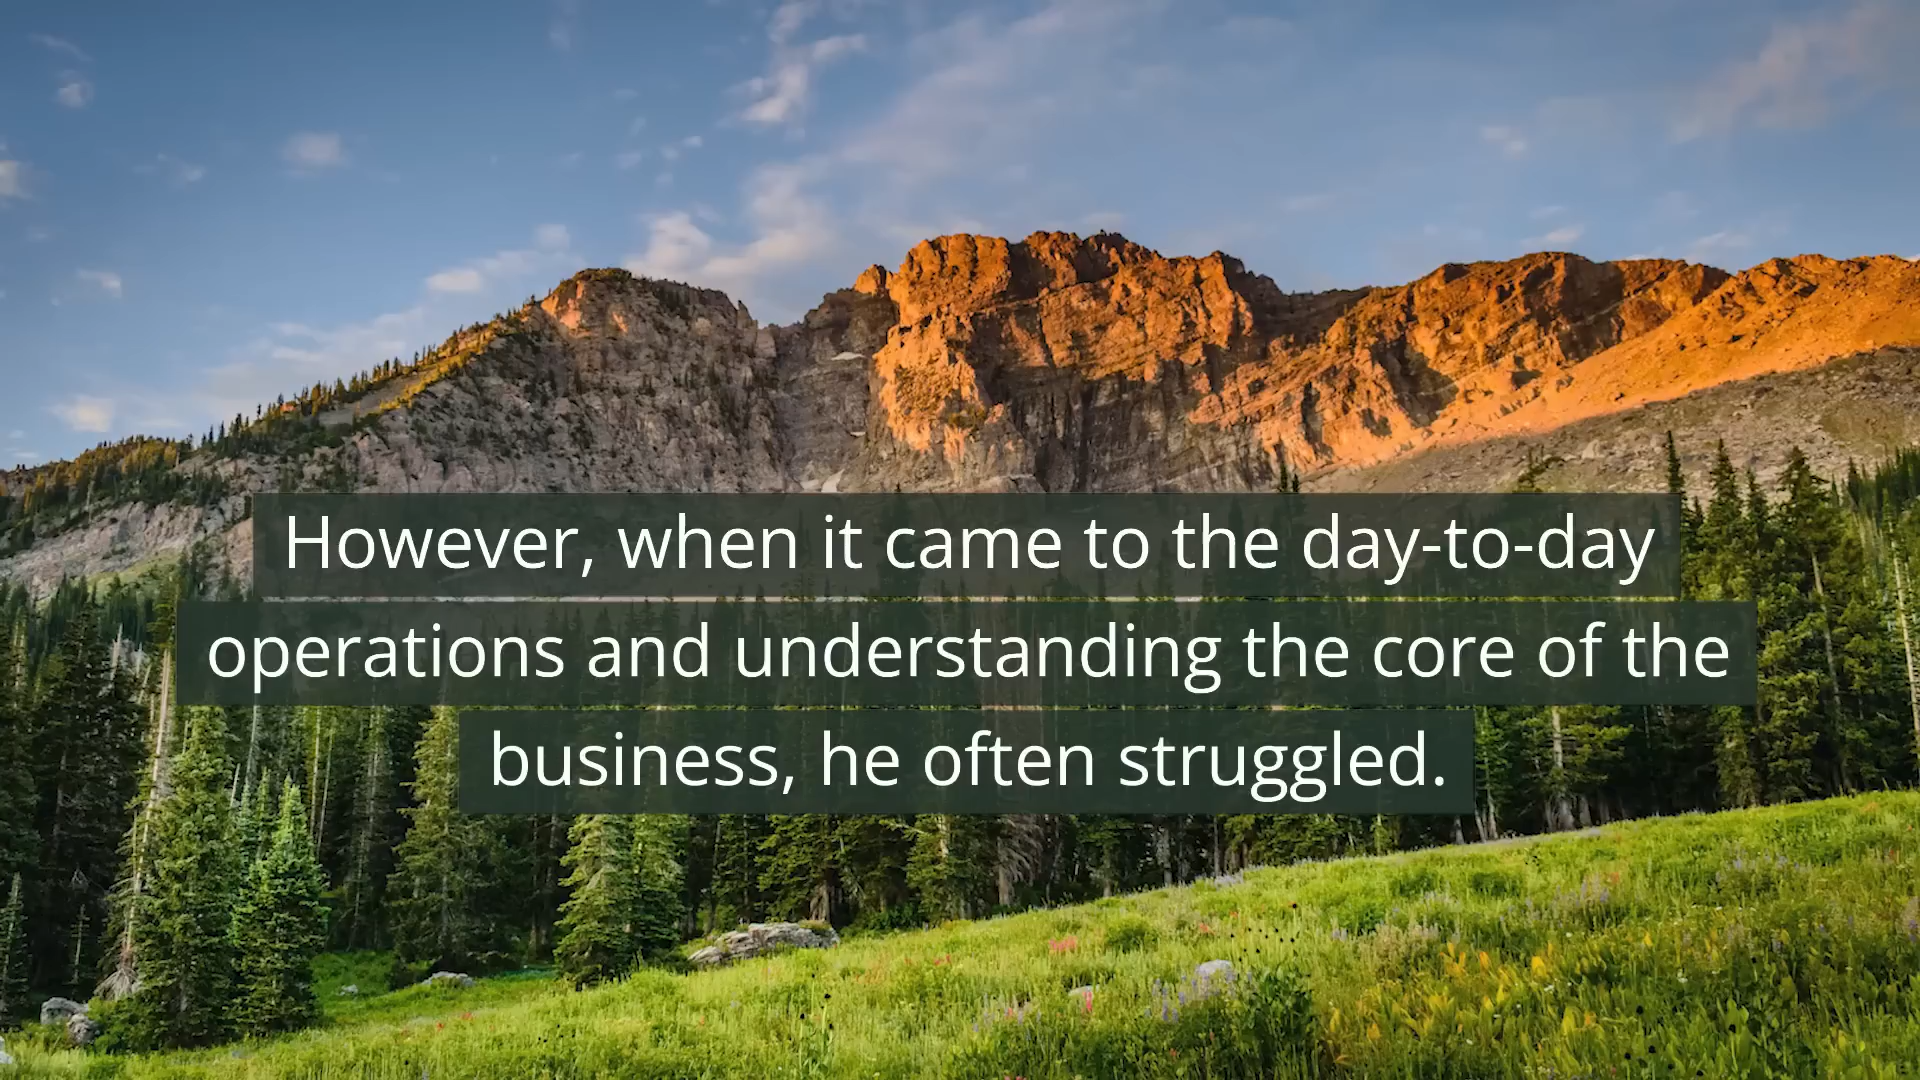 However, when it came to the day-to-day
operations and understanding the core of the
business, he often struggled.